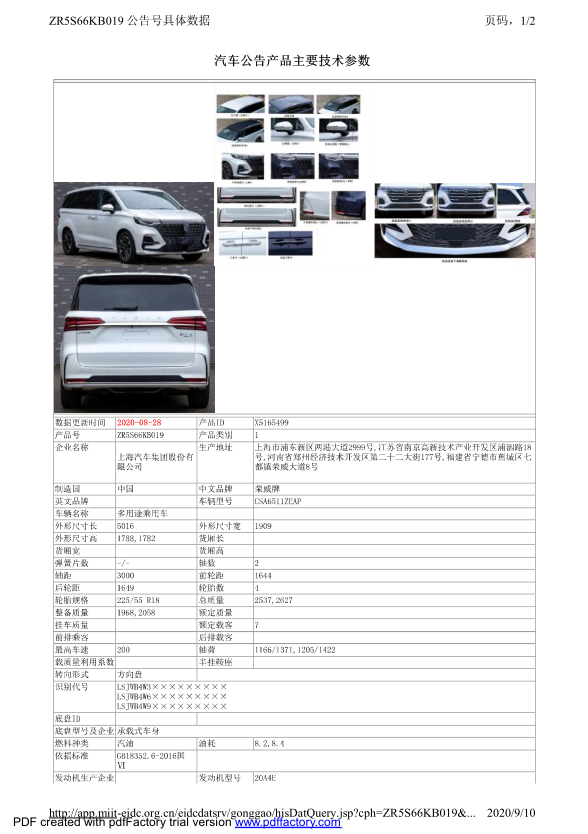 ZR5S66KB019 公告号具体数据 页码，1/2
汽车公告产品主要技术参数
数据更新时间 2020-08-28 产品ID X5165499
产品号 ZR5S66KB019 产品类别 1
企业名称 上海汽车集团股份有限公司 生产地址 上海市浦东新区两港大道2999号,江苏省南京高新技术产业开发区浦泗路18号,河南省郑州经济技术开发区第二十二大街177号,福建省宁德市蕉城区七都镇荣威大道8号
制造国 中国 中文品牌 荣威牌
英文品牌 车辆型号 CSA6511ZEAP
车辆名称 多用途乘用车
外形尺寸长 5016 外形尺寸宽 1909
外形尺寸高 1788,1782 货厢长
货厢宽 货厢高
弹簧片数 -/- 轴数 2
轴距 3000 前轮距 1644
后轮距 1649 轮胎数 4
轮胎规格 225/55 R18 总质量 2537,2627
整备质量 1968,2058 额定质量
挂车质量 额定载客 7
前排乘客 后排载客
最高车速 200 轴荷 1166/1371,1205/1422
载质量利用系数 半挂鞍座
转向形式 方向盘
识别代号 LSJWB4W3×××××××××
LSJWB4W6×××××××××
LSJWB4W9×××××××××
底盘ID
底盘型号及企业 承载式车身
燃料种类 汽油 油耗 8.2,8.4
依据标准 GB18352.6-2016国
Ⅵ
发动机生产企业 发动机型号 20A4E
http://app.miit-eidc.org.cn/eidcdatsrv/gonggao/hjsDatQuery.jsp?cph=ZR5S66KB019&... 2020/9/10
PDF created with pdfFactory trial version www.pdffactory.com